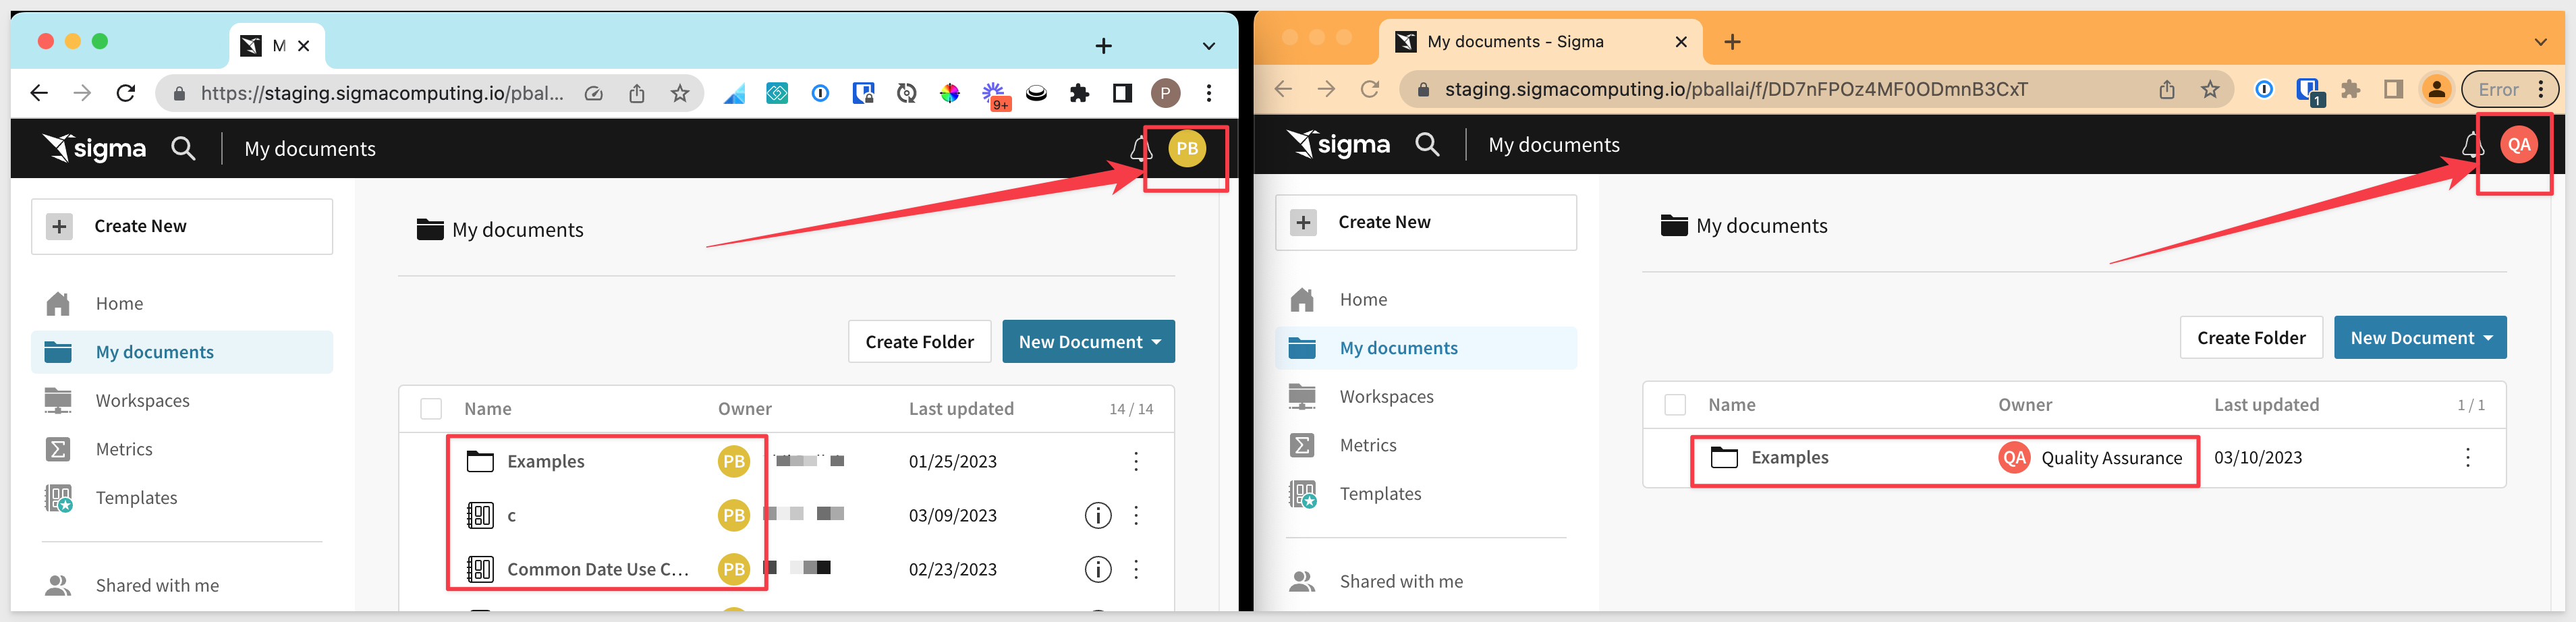 M
https://staging.sigmacomputing.io/pball...
9+
P
sigma
My documents
PB
Create New
Home
My documents
Workspaces
Metrics
Templates
Shared with me
My documents
Create Folder
New Document
Name Owner Last updated 14 / 14
Examples PB 01/25/2023
c PB 03/09/2023
Common Date Use C... PB 02/23/2023
My documents - Sigma
staging.sigmacomputing.io/pballai/f/DD7nFPOz4MF0ODmnB3CxT
1
Error
sigma
My documents
QA
Create New
Home
My documents
Workspaces
Metrics
Templates
Shared with me
My documents
Create Folder
New Document
Name Owner Last updated 1 / 1
Examples QA Quality Assurance 03/10/2023